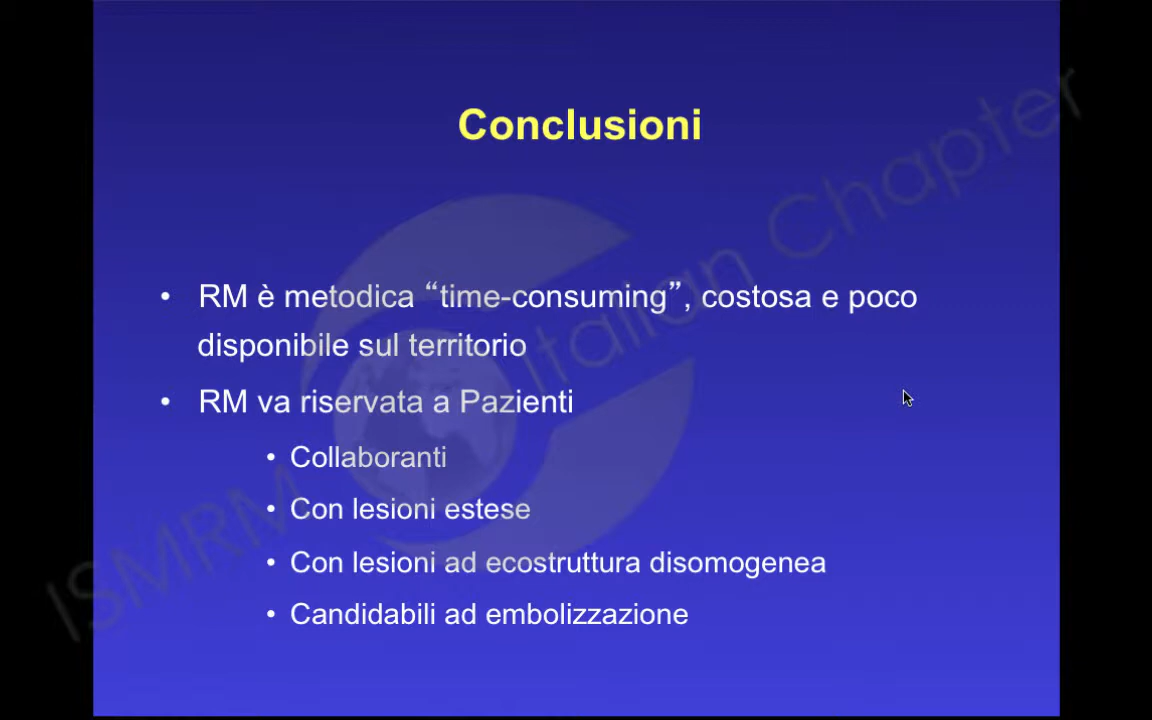 Conclusioni
• RM è metodica “time-consuming”, costosa e poco
disponibile sul territorio
• RM va riservata a Pazienti
• Collaboranti
• Con lesioni estese
• Con lesioni ad ecostruttura disomogenea
• Candidabili ad embolizzazione
ISMRM Italian Chapter